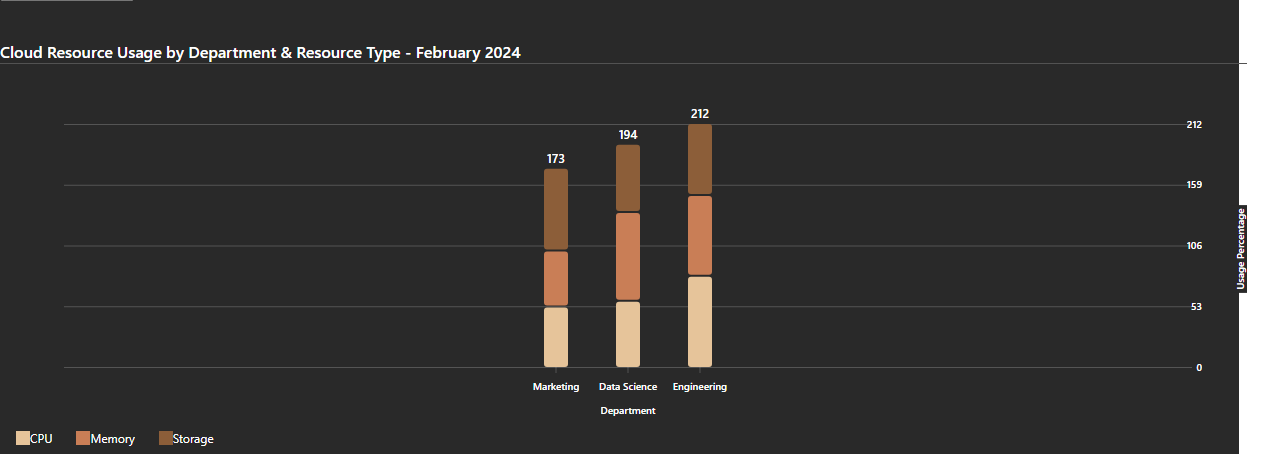 Cloud Resource Usage by Department & Resource Type - February 2024
212
194
173
212
159
106
53
0
Usage Percentage
Marketing Data Science Engineering
Department
CPU Memory Storage